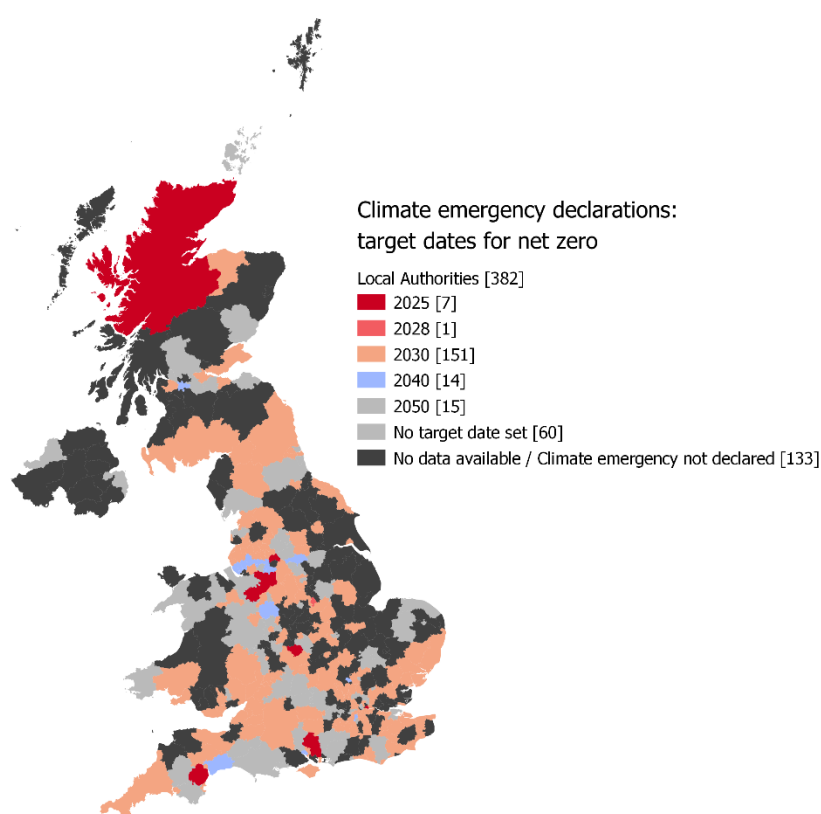 Climate emergency declarations:
target dates for net zero
Local Authorities [382]
2025 [7]
2028 [1]
2030 [151]
2040 [14]
2050 [15]
No target date set [60]
No data available / Climate emergency not declared [133]